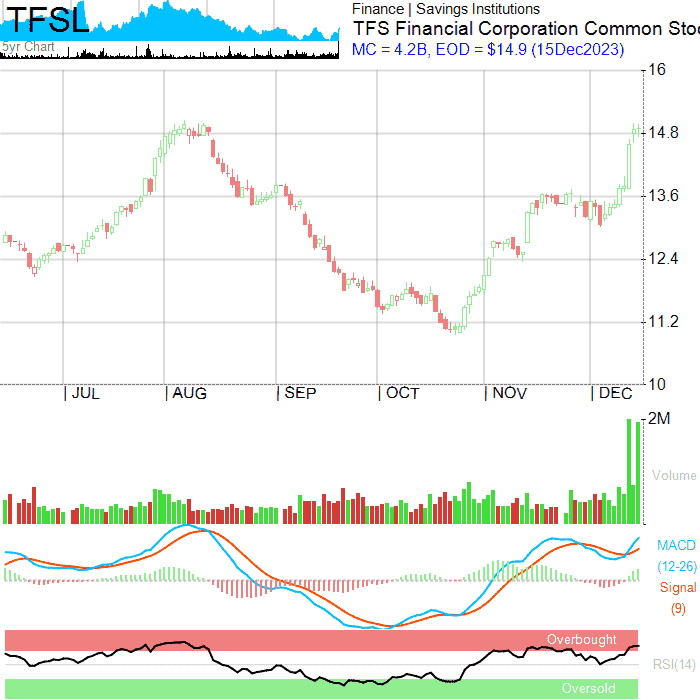 TFSL
5yr Chart
Finance | Savings Institutions
TFS Financial Corporation Common Stoc
MC = 4.2B, EOD = $14.9 (15Dec2023)
16
14.8
13.6
12.4
11.2
10
| JUL | AUG | SEP | OCT | NOV | DEC
2M
Volume
MACD
(12-26)
Signal
(9)
Overbought
RSI(14)
Oversold